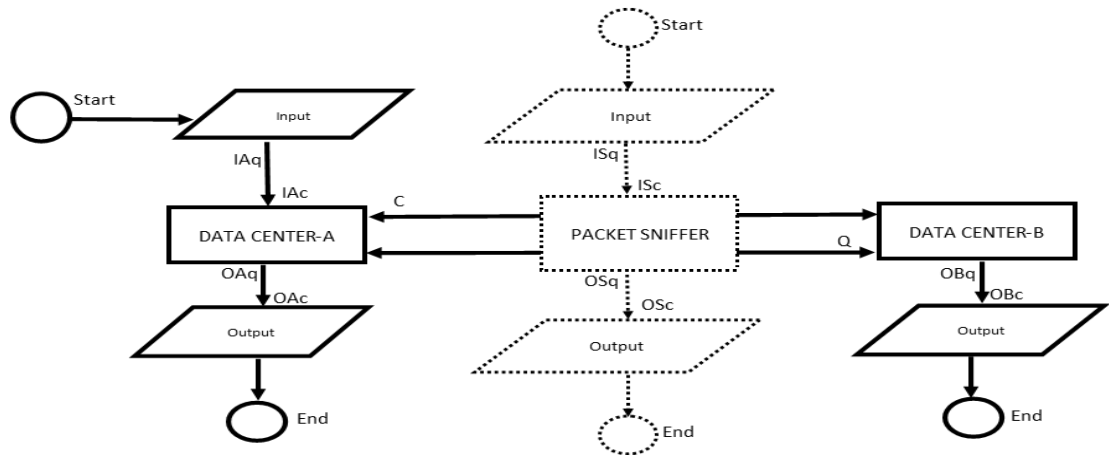 Start
Start
Input
Input
IAq
ISq
IAc
ISc
C
DATA CENTER-A
PACKET SNIFFER
Q
DATA CENTER-B
OAq
OSq
OBq
OAc
OSc
OBc
Output
Output
Output
End
End
End